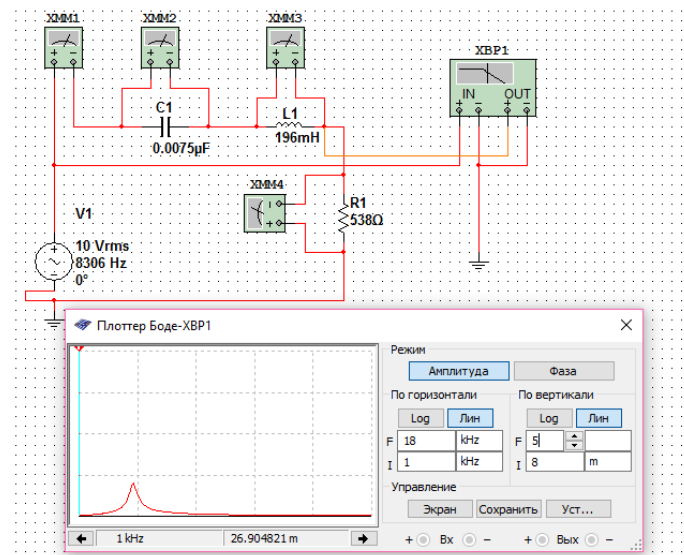 XMM1 XMM2 XMM3
XBP1
IN OUT
C1
0.0075µF
L1
196mH
XMM4
R1
538Ω
V1
10 Vrms
8306 Hz
0°
Плоттер Боде-XBP1
Режим
Амплитуда Фаза
По горизонтали По вертикали
Log Лин Log Лин
F 18 kHz F 5
I 1 kHz I 8 m
Управление
Экран Сохранить Уст...
1 kHz 26.904821 m
+ Вх − + Вых −